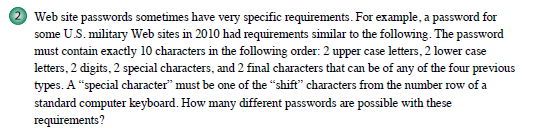 2 Web site passwords sometimes have very specific requirements. For example, a password for
some U.S. military Web sites in 2010 had requirements similar to the following. The password
must contain exactly 10 characters in the following order: 2 upper case letters, 2 lower case
letters, 2 digits, 2 special characters, and 2 final characters that can be of any of the four previous
types. A “special character” must be one of the “shift” characters from the number row of a
standard computer keyboard. How many different passwords are possible with these
requirements?